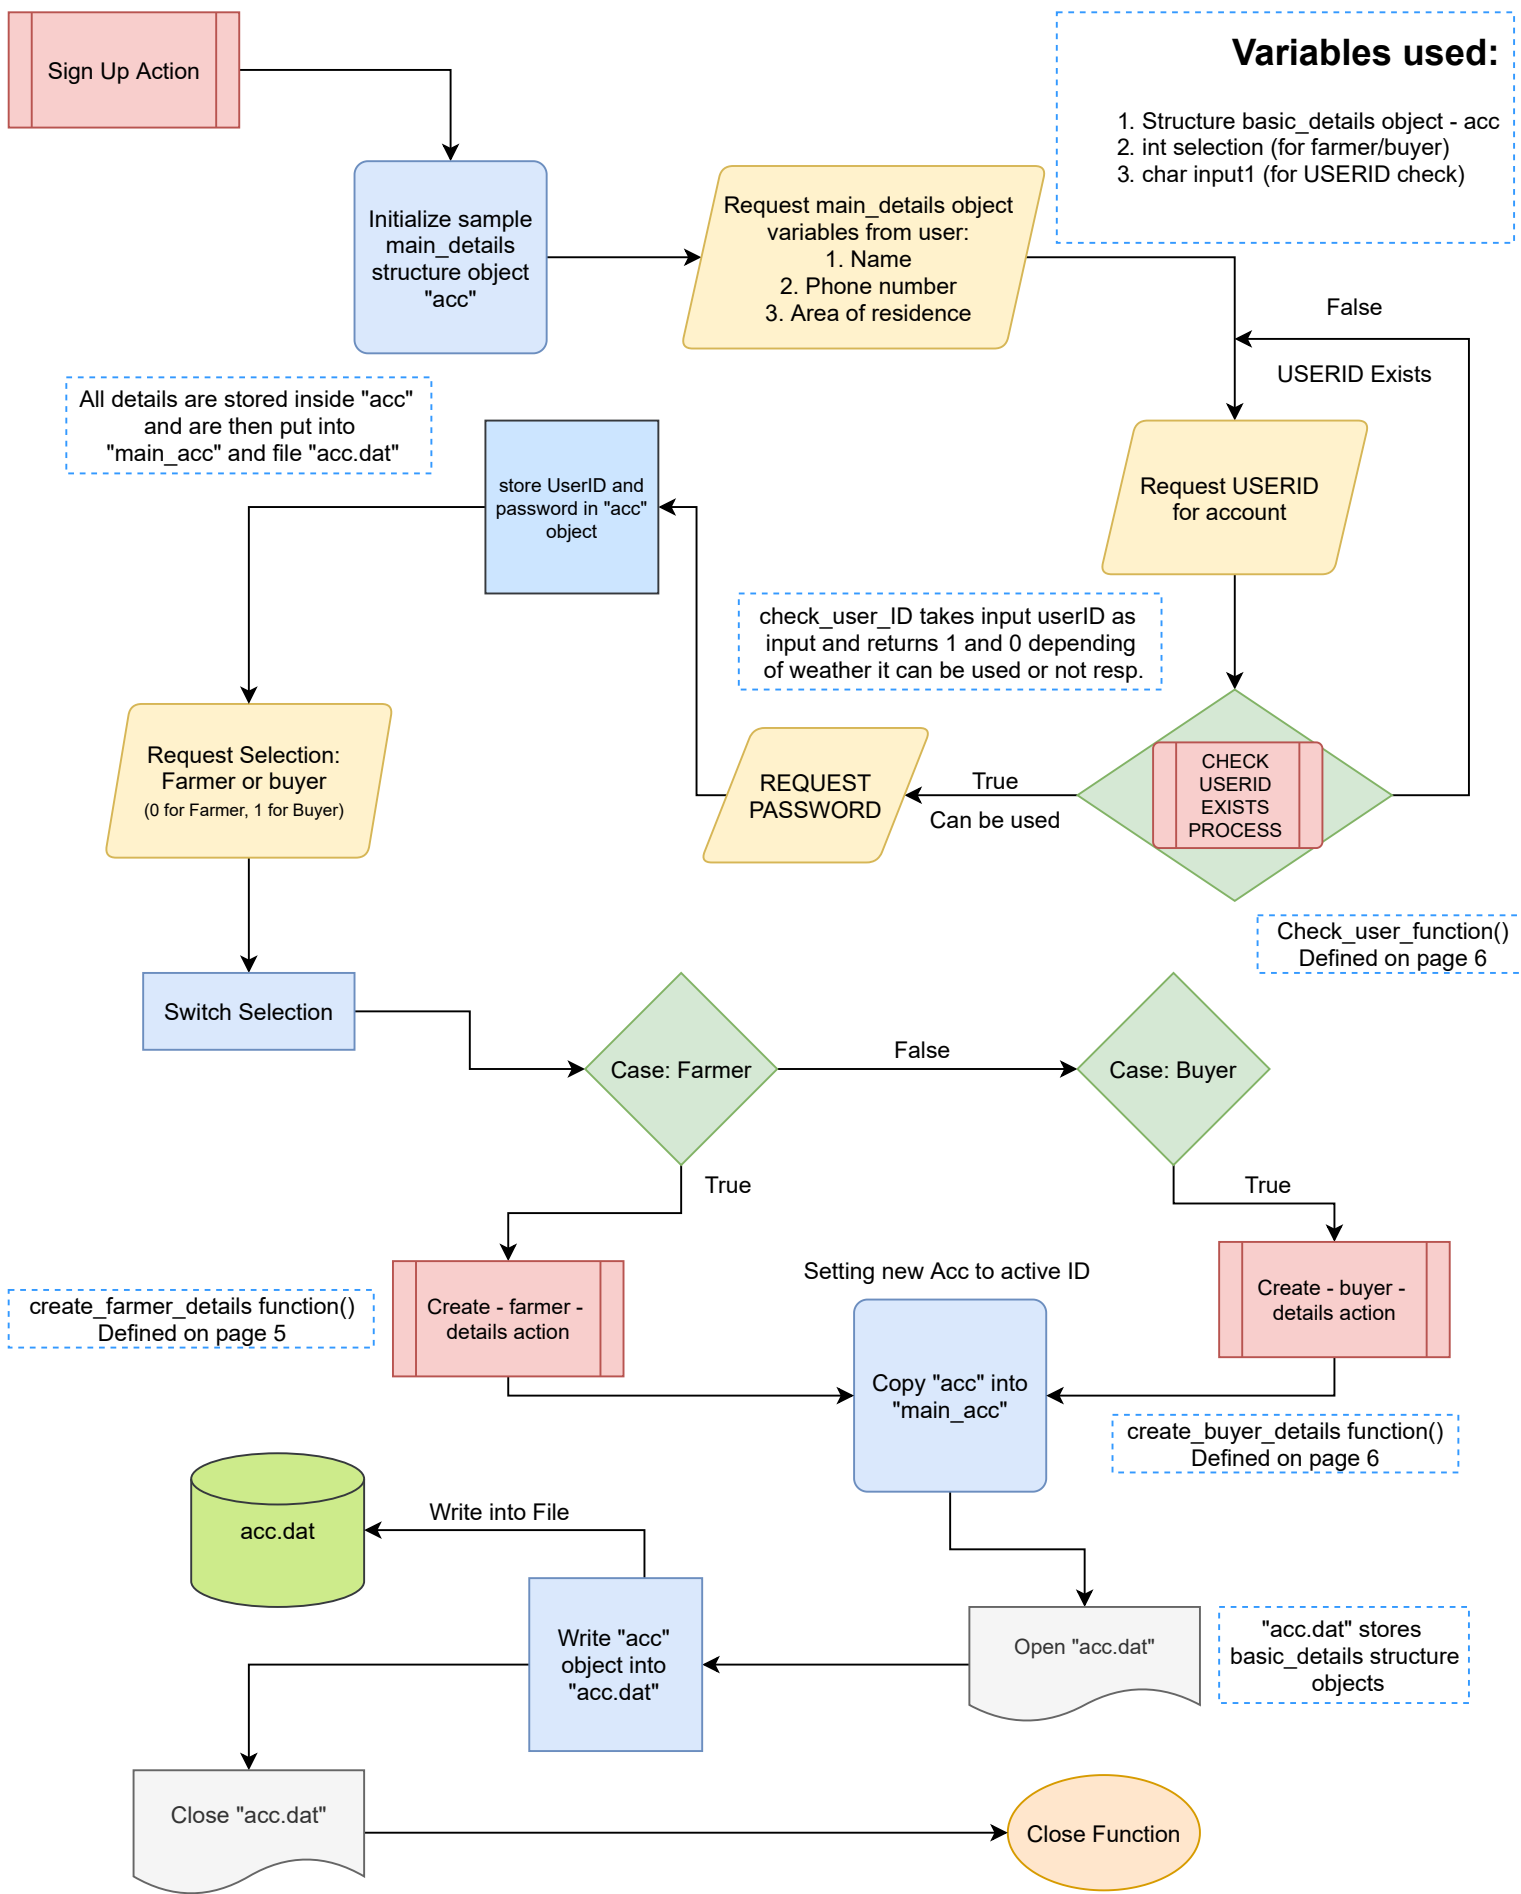 Sign Up Action
Variables used:
1. Structure basic_details object - acc
2. int selection (for farmer/buyer)
3. char input1 (for USERID check)
Initialize sample
main_details
structure object
"acc"
Request main_details object
variables from user:
1. Name
2. Phone number
3. Area of residence
False
USERID Exists
All details are stored inside "acc"
and are then put into
"main_acc" and file "acc.dat"
store UserID and
password in "acc"
object
Request USERID
for account
check_user_ID takes input userID as
input and returns 1 and 0 depending
of weather it can be used or not resp.
Request Selection:
Farmer or buyer
(0 for Farmer, 1 for Buyer)
REQUEST
PASSWORD
True
Can be used
CHECK
USERID
EXISTS
PROCESS
Check_user_function()
Defined on page 6
Switch Selection
Case: Farmer
False
Case: Buyer
True
True
create_farmer_details function()
Defined on page 5
Create - farmer -
details action
Setting new Acc to active ID
Create - buyer -
details action
Copy "acc" into
"main_acc"
create_buyer_details function()
Defined on page 6
acc.dat
Write into File
Write "acc"
object into
"acc.dat"
Open "acc.dat"
"acc.dat" stores
basic_details structure
objects
Close "acc.dat"
Close Function